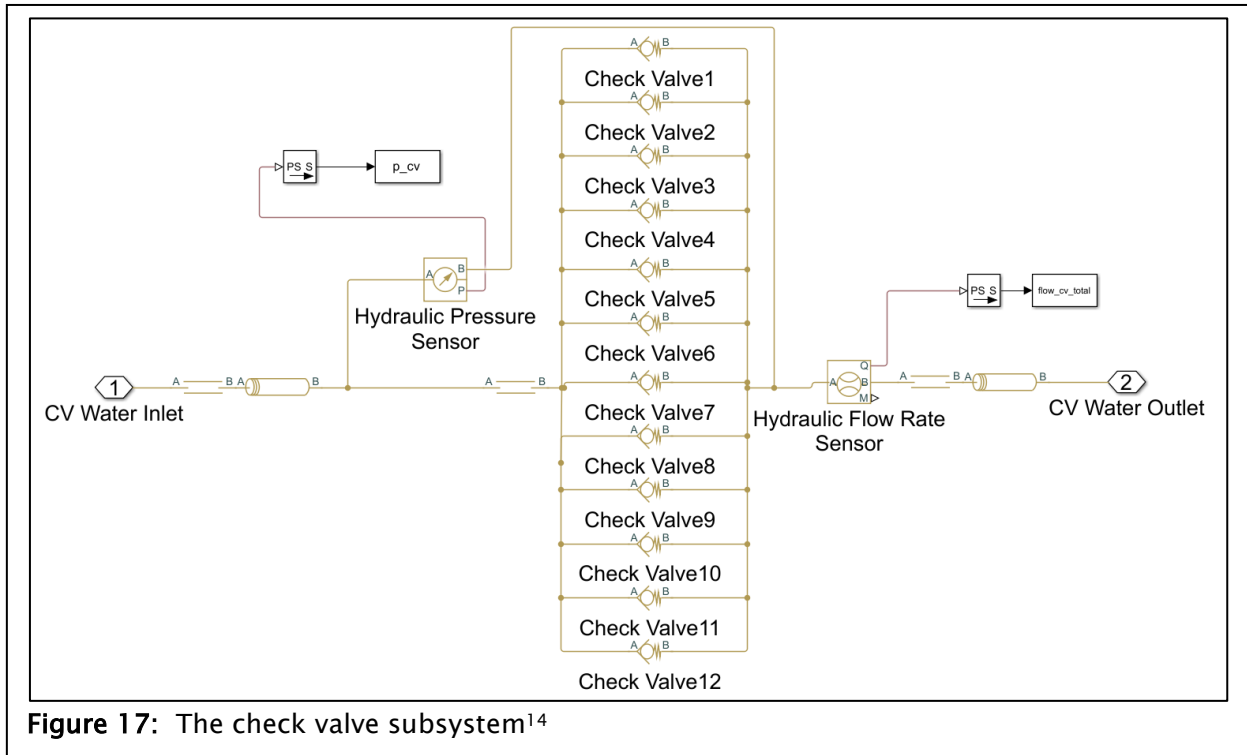 A B
Check Valve1
A B
Check Valve2
PS S
p_cv
A B
Check Valve3
A B
Check Valve4
A B
P
Hydraulic Pressure
Sensor
A B
Check Valve5
PS S
flow_cv_total
A B
Check Valve6
1
CV Water Inlet
A B A B
A B
A B
Check Valve7
Q
A B
M
Hydraulic Flow Rate
Sensor
A B A B
2
CV Water Outlet
A B
Check Valve8
A B
Check Valve9
A B
Check Valve10
A B
Check Valve11
A B
Check Valve12
Figure 17: The check valve subsystem14